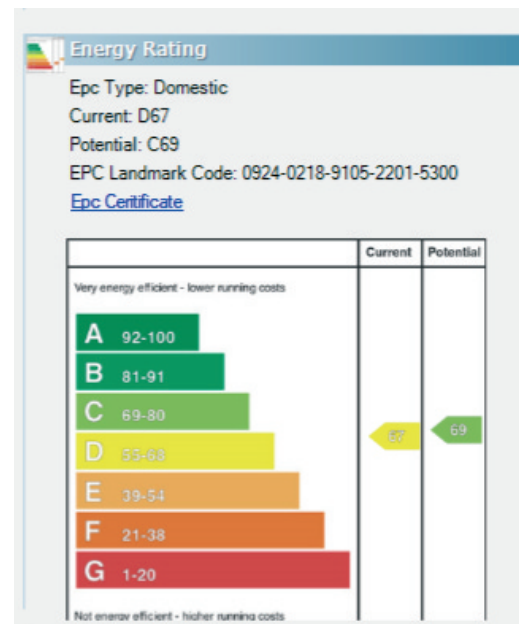 Energy Rating
Epc Type: Domestic
Current: D67
Potential: C69
EPC Landmark Code: 0924-0218-9105-2201-5300
Epc Ceritificate
Current Potential
Very energy efficient - lower running costs
A 92-100
B 81-91
C 69-80
67 69
D 55-68
E 39-54
F 21-38
G 1-20
Not energy efficient - higher running costs